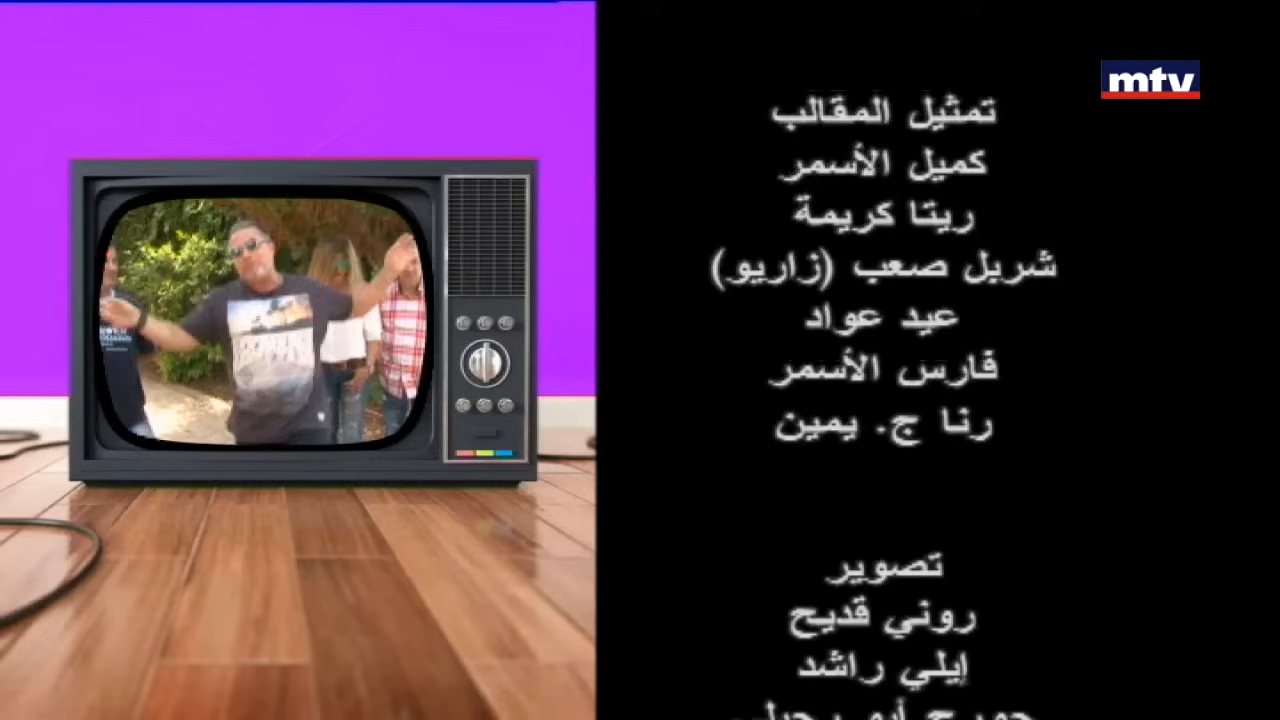 mtv
تمثيل المقالب
كميل الأسمر
ريتا كريمة
شربل صعب (زاريو)
عيد عواد
فارس الأسمر
رنا ج. يمين
تصوير
روني قديح
إيلي راشد